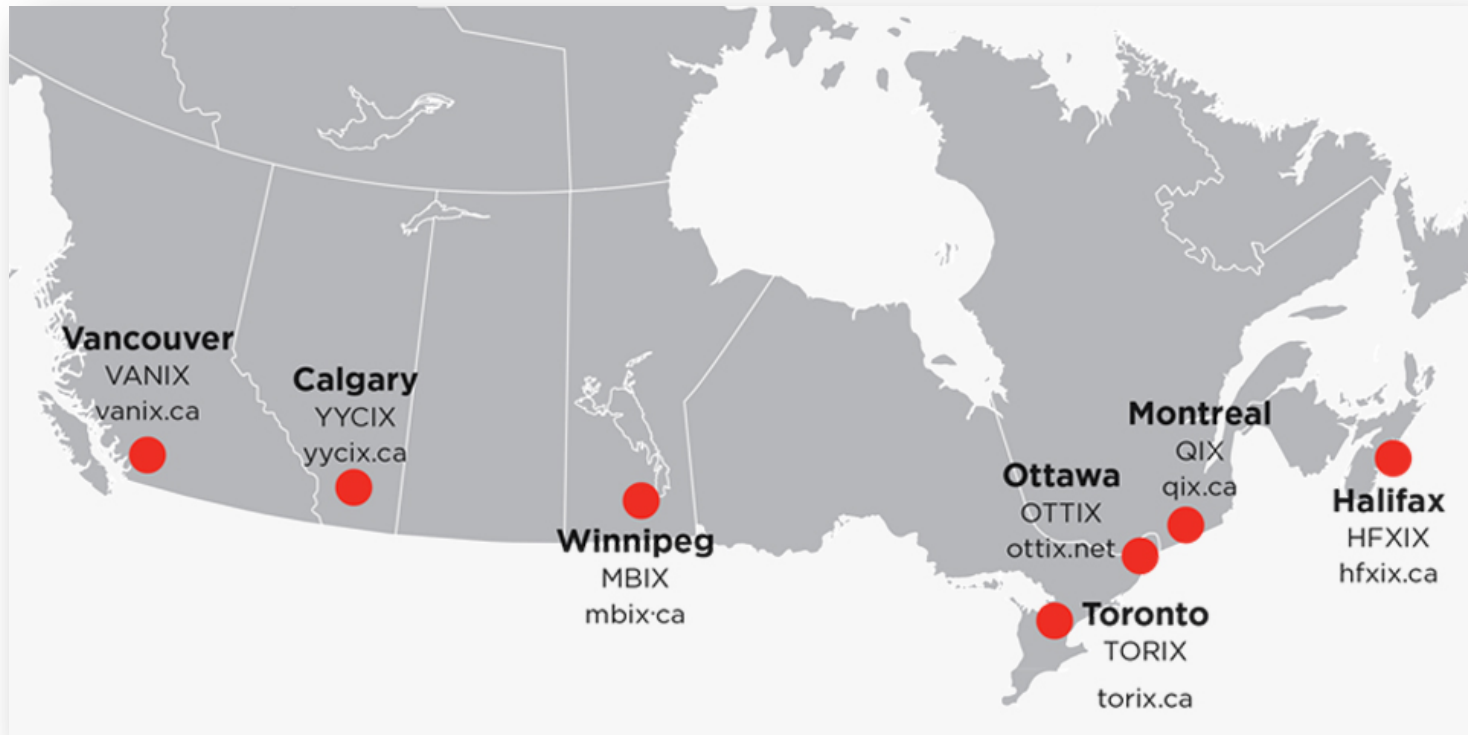 Vancouver
VANIX
vanix.ca
Calgary
YYCIX
yycix.ca
Winnipeg
MBIX
mbix·ca
Ottawa
OTTIX
ottix.net
Montreal
QIX
qix.ca
Toronto
TORIX
torix.ca
Halifax
HFXIX
hfxix.ca